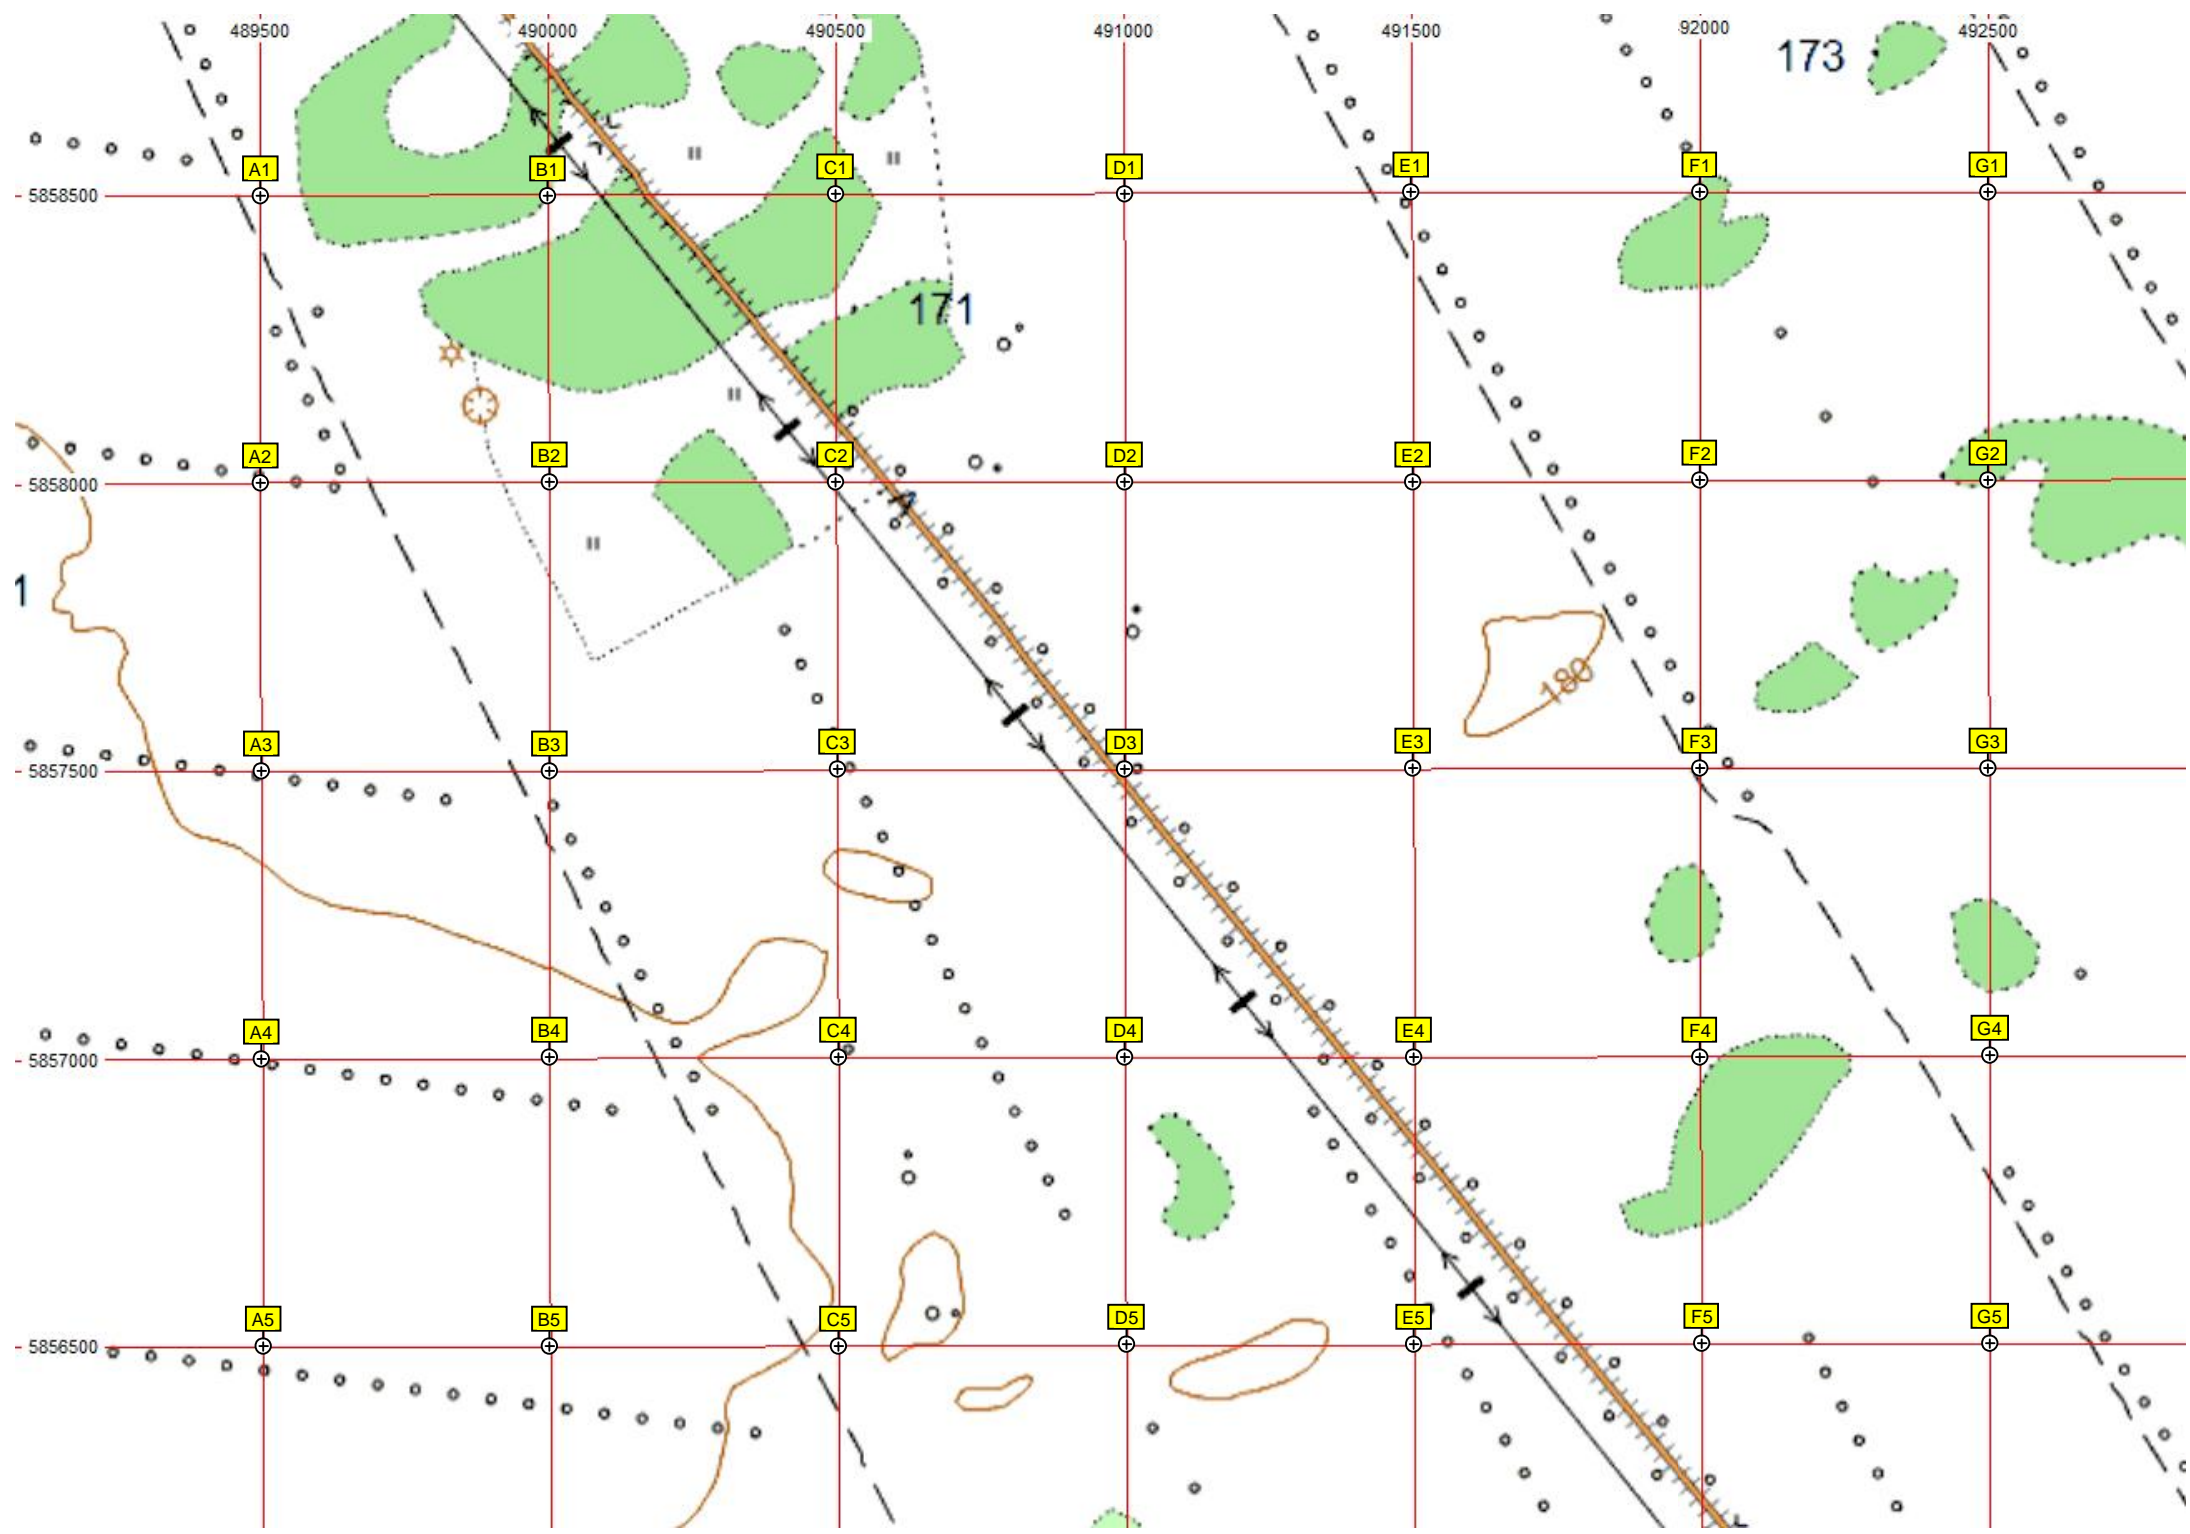 489500 490000 490500 491000 491500 92000 492500
173
A1 B1 C1 D1 E1 F1 G1
5858500
171
A2 B2 C2 D2 E2 F2 G2
5858000
1
180
A3 B3 C3 D3 E3 F3 G3
5857500
A4 B4 C4 D4 E4 F4 G4
5857000
A5 B5 C5 D5 E5 F5 G5
5856500